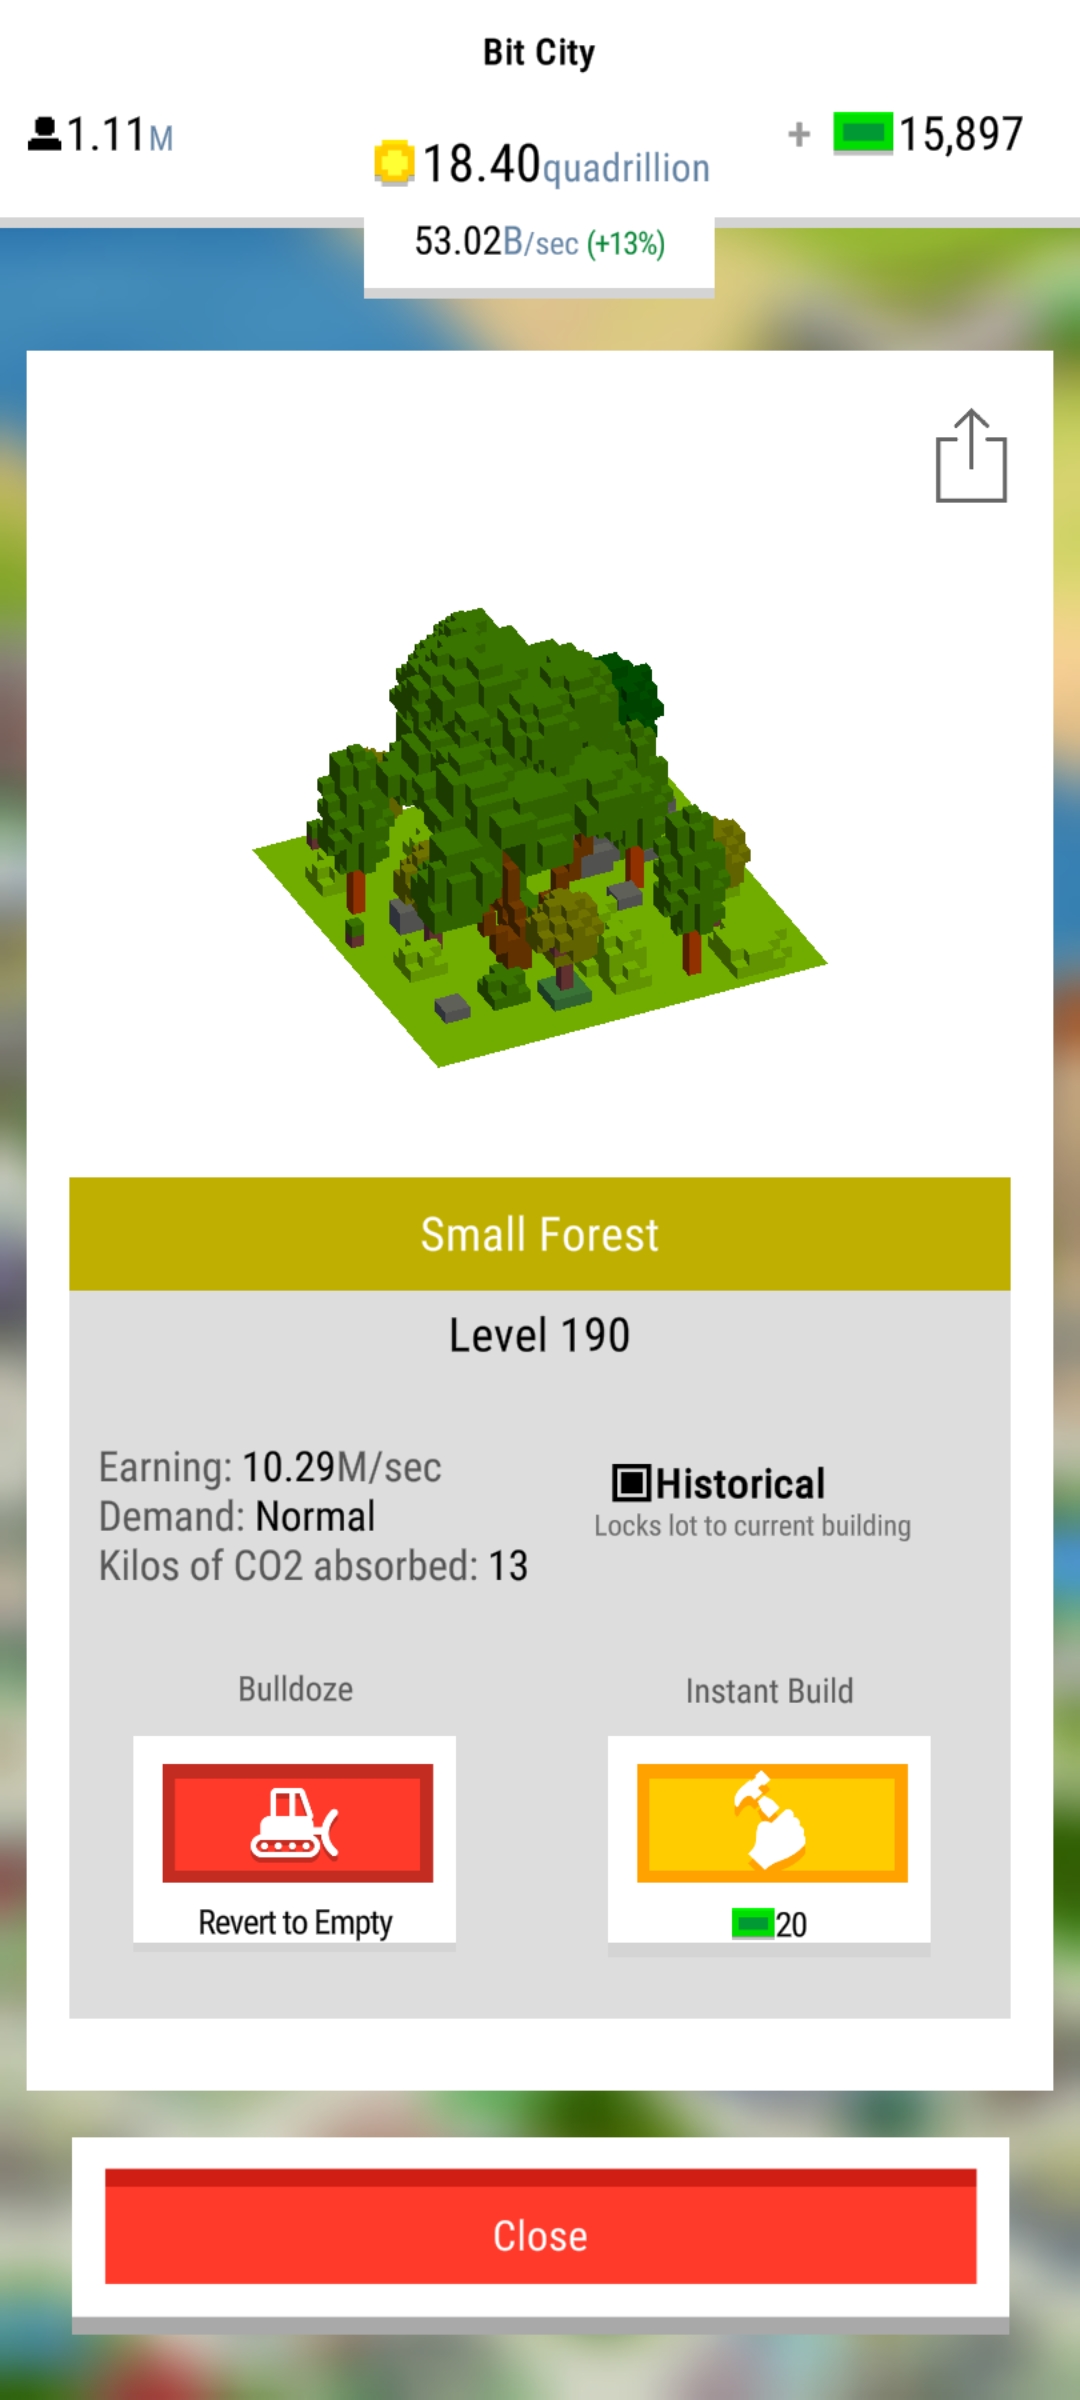 Bit City
1.11M
18.40quadrillion
+ 15,897
53.02B/sec (+13%)
Small Forest
Level 190
Earning: 10.29M/sec
Demand: Normal
Kilos of CO2 absorbed: 13
Historical
Locks lot to current building
Bulldoze
Revert to Empty
Instant Build
20
Close